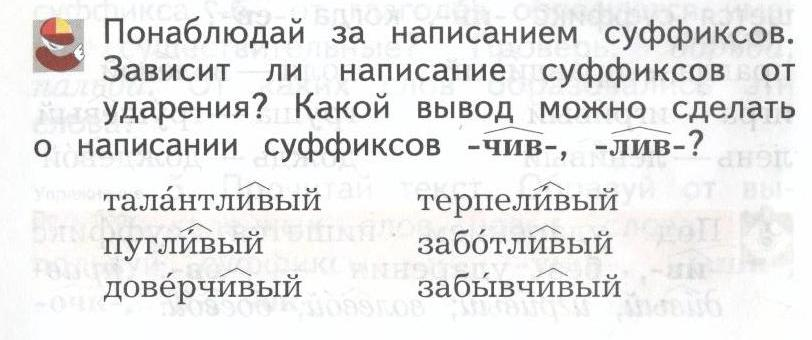 Понаблюдай за написанием суффиксов.
Зависит ли написание суффиксов от
ударения? Какой вывод можно сделать
о написании суффиксов -чив-, -лив-?
тала́нтливый терпели́вый
пугли́вый забо́тливый
дове́рчивый забы́вчивый